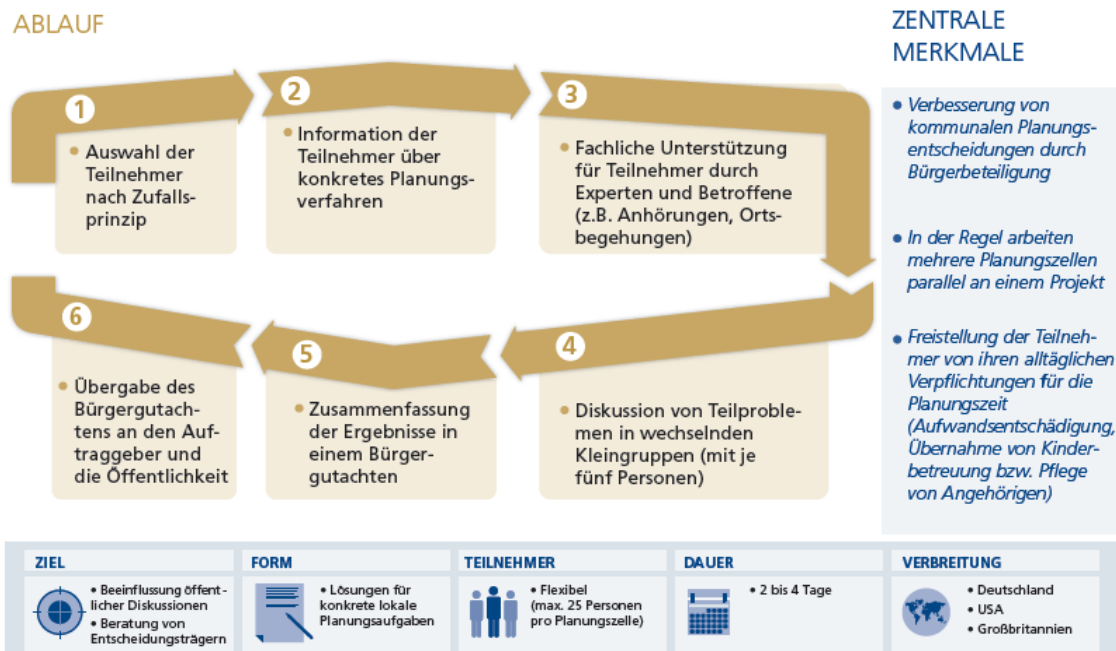 ABLAUF
1
Auswahl der
Teilnehmer
nach Zufalls-
prinzip
2
Information der
Teilnehmer über
konkretes Planungs-
verfahren
3
Fachliche Unterstützung
für Teilnehmer durch
Experten und Betroffene
(z.B. Anhörungen, Orts-
begehungen)
4
Diskussion von Teilproble-
men in wechselnden
Kleingruppen (mit je
fünf Personen)
5
Zusammenfassung
der Ergebnisse in
einem Bürger-
gutachten
6
Übergabe des
Bürgergutach-
tens an den Auf-
traggeber und
die Öffentlichkeit
ZENTRALE
MERKMALE
Verbesserung von
kommunalen Planungs-
entscheidungen durch
Bürgerbeteiligung
In der Regel arbeiten
mehrere Planungszellen
parallel an einem Projekt
Freistellung der Teilneh-
mer von ihren alltäglichen
Verpflichtungen für die
Planungszeit
(Aufwandsentschädigung,
Übernahme von Kinder-
betreuung bzw. Pflege
von Angehörigen)
ZIEL
• Beeinflussung öffent-
licher Diskussionen
• Beratung von
Entscheidungsträgern
FORM
• Lösungen für
konkrete lokale
Planungsaufgaben
TEILNEHMER
• Flexibel
(max. 25 Personen
pro Planungszelle)
DAUER
• 2 bis 4 Tage
VERBREITUNG
• Deutschland
• USA
• Großbritannien